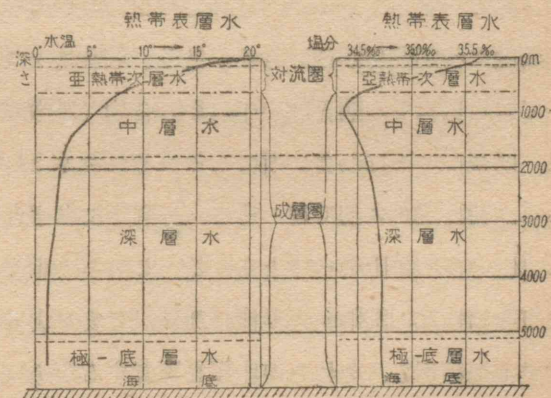 熱帯表層水 熱帯表層水
水温 塩分
深さ
0° 5° 10° 15° 20° 34.5‰ 35.0‰ 35.5‰ 0m.
亜熱帯次層水 対流圏 亞熱帯-次層水
中層水 中層水 1000
2000
成層圏 3000
深層水 深層水
4000
5000
極-底層水 極-底層水
海底 海底